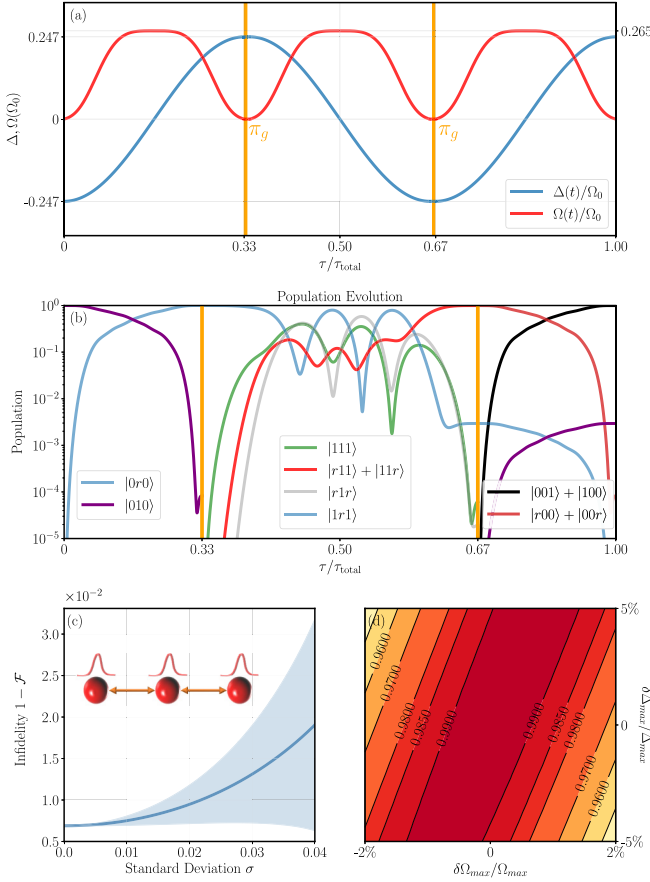 (a)
0.247
0
-0.247
0.265
Δ, Ω(Ω₀)
π_g
π_g
Δ(t)/Ω₀
Ω(t)/Ω₀
0
0.33
0.50
0.67
1.00
τ/τ_total
Population Evolution
(b)
10⁰
10⁻¹
10⁻²
10⁻³
10⁻⁴
10⁻⁵
Population
|0r0⟩
|010⟩
|111⟩
|r11⟩ + |11r⟩
|r1r⟩
|1r1⟩
|001⟩ + |100⟩
|r00⟩ + |00r⟩
0
0.33
0.50
0.67
1.00
τ/τ_total
×10⁻²
(c)
3.0
2.5
2.0
1.5
1.0
0.5
Infidelity 1 − 𝓕
0.0
0.01
0.02
0.03
0.04
Standard Deviation σ
(d)
0.9600
0.9700
0.9800
0.9850
0.9900
0.9900
0.9850
0.9800
0.9700
0.9600
5%
0
-5%
∂Δ_max/Δ_max
-2%
0
2%
δΩ_max/Ω_max